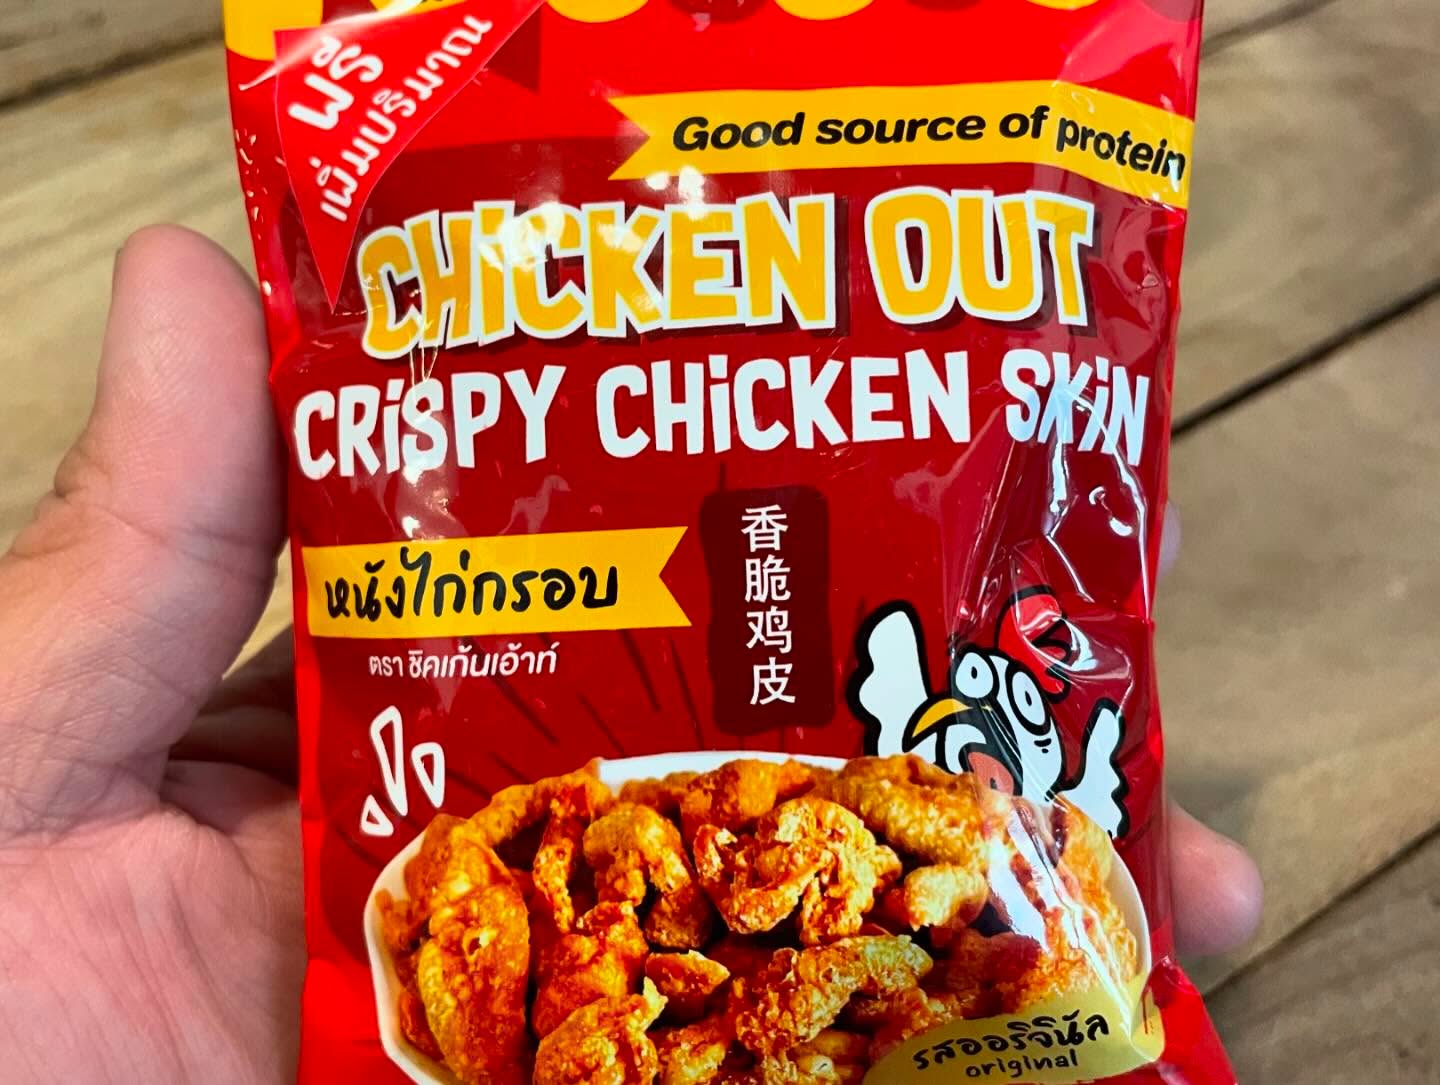 ฟรี
เพิ่มปริมาณ
Good source of protein
CHiCKEN OUT
CRiSPY CHiCKEN SKiN
หนังไก่กรอบ
ตรา ชิคเก้นเอ้าท์
香脆鸡皮
รสออริจินัล
original